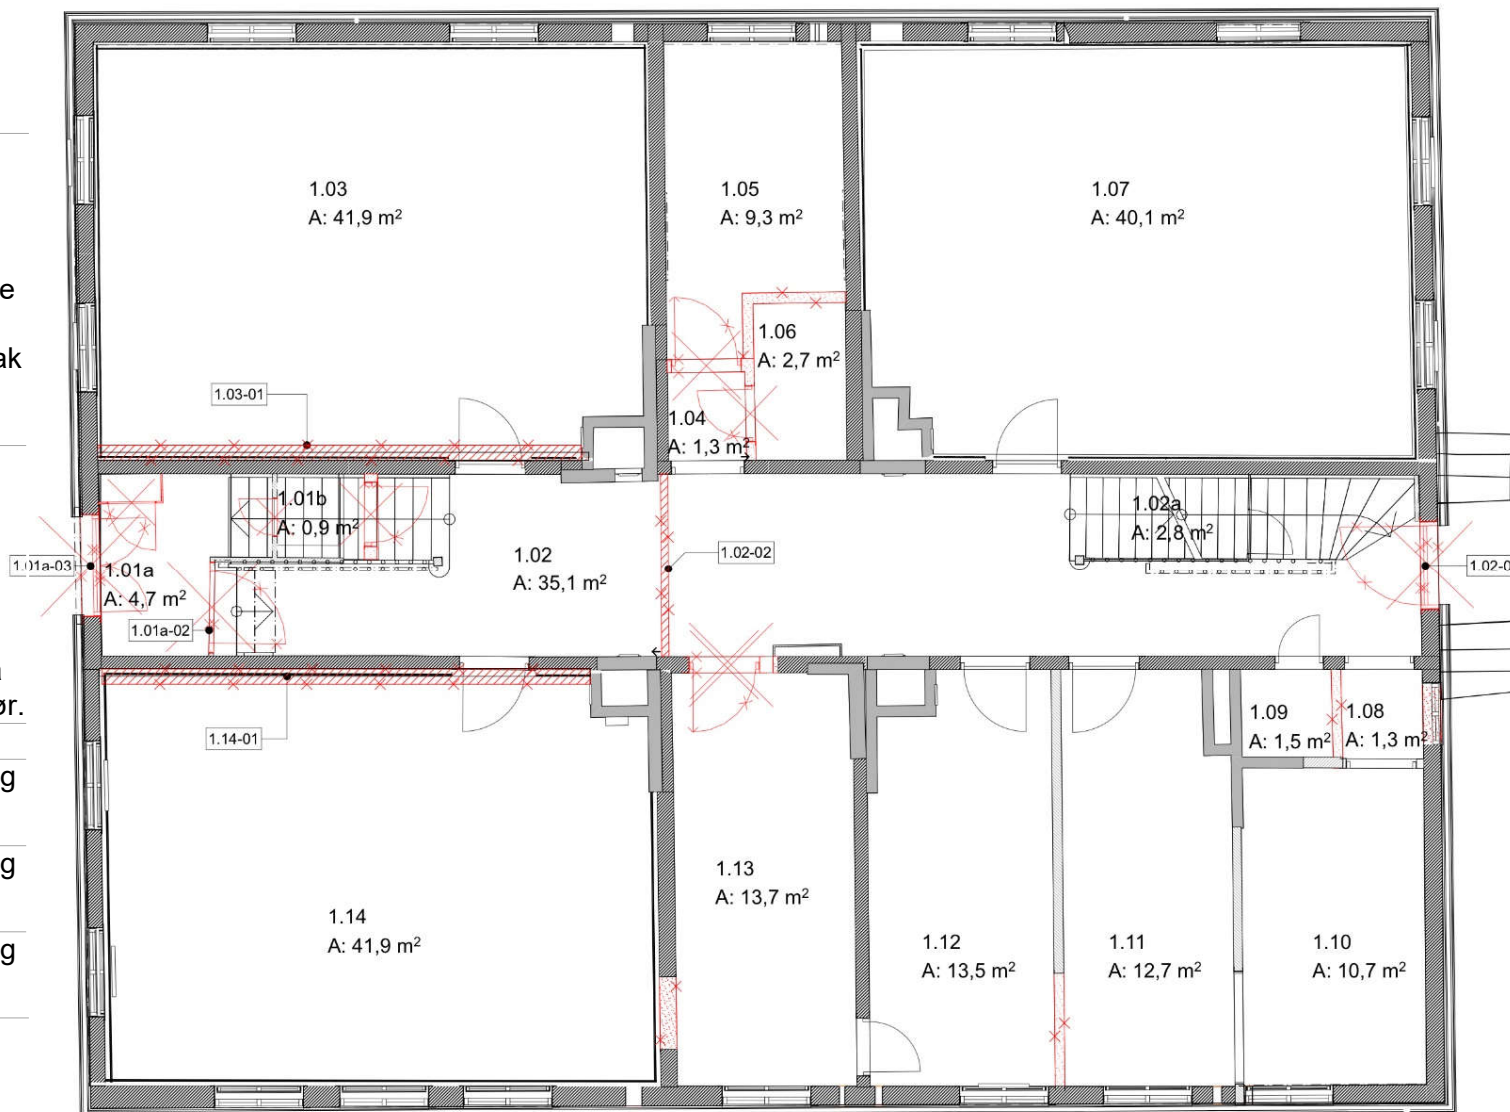 e
ak
ør.
g
g
g
1.03
A: 41,9 m²
1.05
A: 9,3 m²
1.07
A: 40,1 m²
1.06
A: 2,7 m²
1.03-01
1.04
A: 1,3 m²
1.01b
A: 0,9 m²
1.02a
A: 2,8 m²
1.02
A: 35,1 m²
1.02-02
1.01a-03
1.01a
A: 4,7 m²
1.02-0
1.01a-02
1.14-01
1.09
A: 1,5 m²
1.08
A: 1,3 m²
1.13
A: 13,7 m²
1.14
A: 41,9 m²
1.12
A: 13,5 m²
1.11
A: 12,7 m²
1.10
A: 10,7 m²